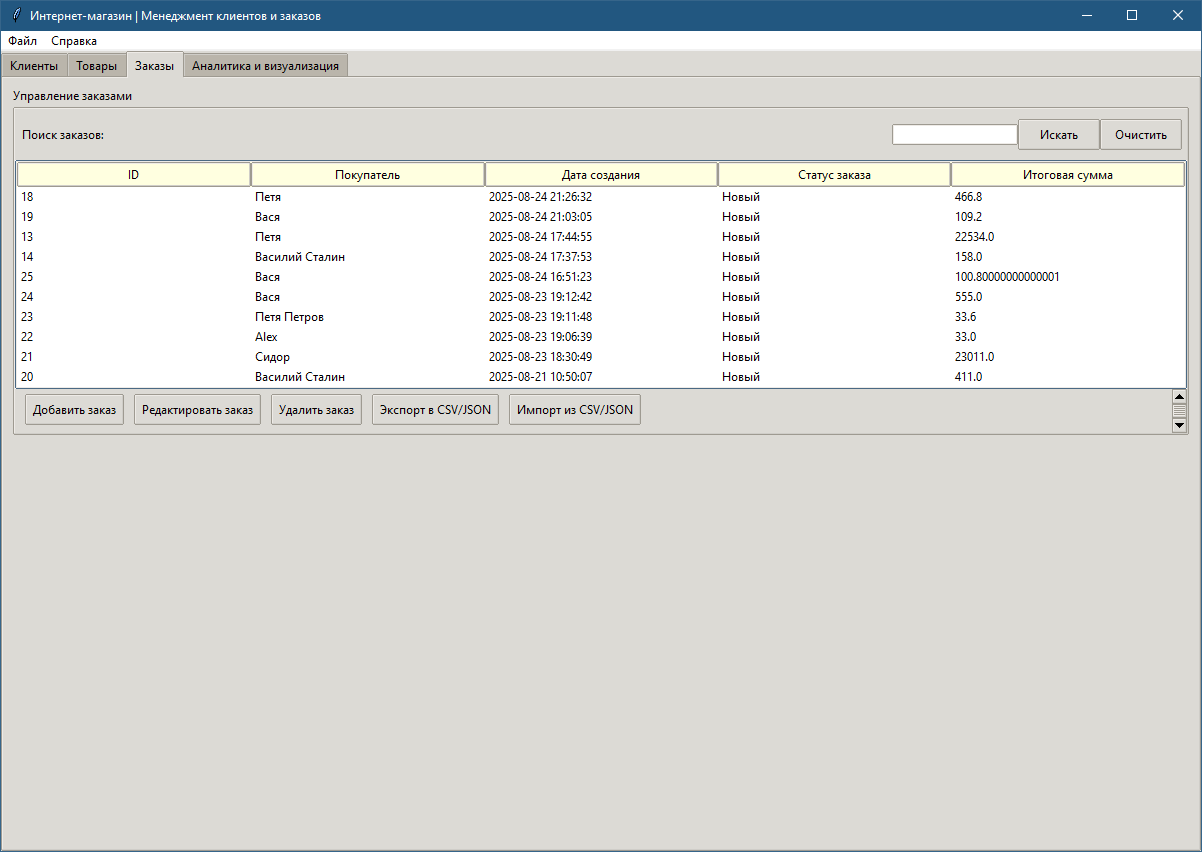 Интернет-магазин | Менеджмент клиентов и заказов
Файл Справка
Клиенты Товары Заказы Аналитика и визуализация
Управление заказами
Поиск заказов: Искать Очистить
ID Покупатель Дата создания Статус заказа Итоговая сумма
18 Петя 2025-08-24 21:26:32 Новый 466.8
19 Вася 2025-08-24 21:03:05 Новый 109.2
13 Петя 2025-08-24 17:44:55 Новый 22534.0
14 Василий Сталин 2025-08-24 17:37:53 Новый 158.0
25 Вася 2025-08-24 16:51:23 Новый 100.80000000000001
24 Вася 2025-08-23 19:12:42 Новый 555.0
23 Петя Петров 2025-08-23 19:11:48 Новый 33.6
22 Alex 2025-08-23 19:06:39 Новый 33.0
21 Сидор 2025-08-23 18:30:49 Новый 23011.0
20 Василий Сталин 2025-08-21 10:50:07 Новый 411.0
Добавить заказ Редактировать заказ Удалить заказ Экспорт в CSV/JSON Импорт из CSV/JSON